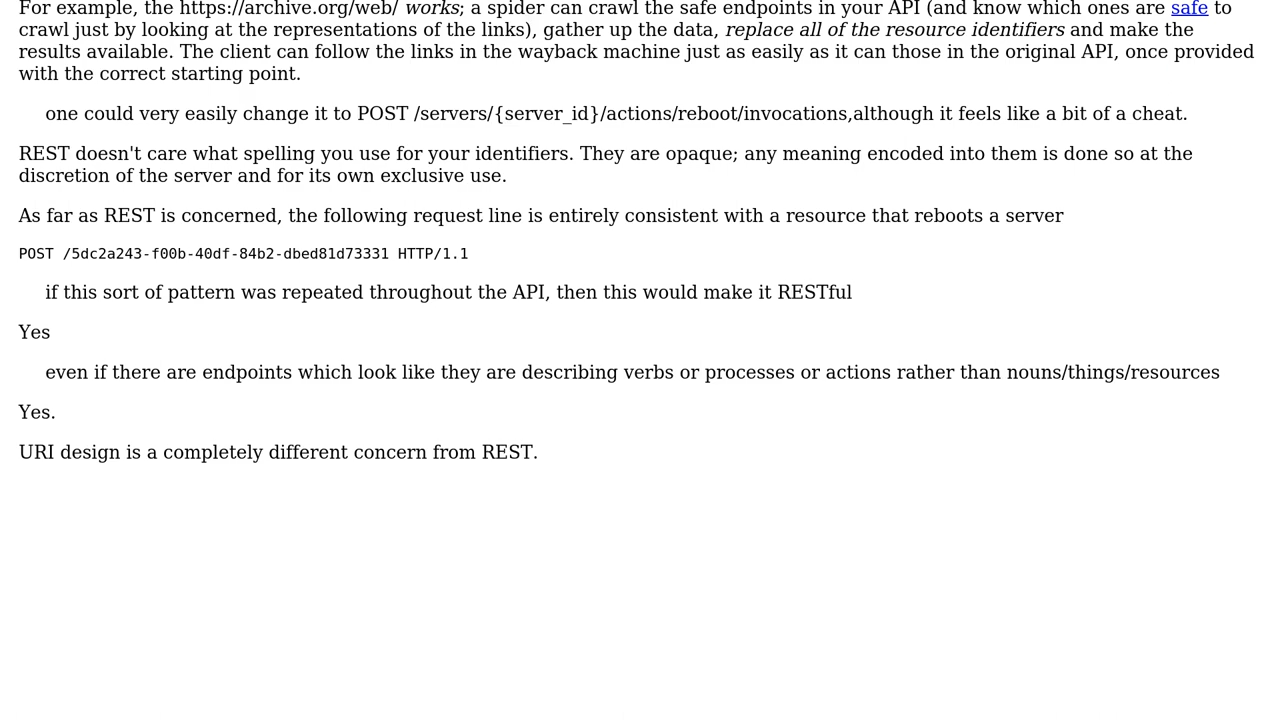 For example, the https://archive.org/web/ works; a spider can crawl the safe endpoints in your API (and know which ones are safe to
crawl just by looking at the representations of the links), gather up the data, replace all of the resource identifiers and make the
results available. The client can follow the links in the wayback machine just as easily as it can those in the original API, once provided
with the correct starting point.
one could very easily change it to POST /servers/{server_id}/actions/reboot/invocations,although it feels like a bit of a cheat.
REST doesn't care what spelling you use for your identifiers. They are opaque; any meaning encoded into them is done so at the
discretion of the server and for its own exclusive use.
As far as REST is concerned, the following request line is entirely consistent with a resource that reboots a server
POST /5dc2a243-f00b-40df-84b2-dbed81d73331 HTTP/1.1
if this sort of pattern was repeated throughout the API, then this would make it RESTful
Yes
even if there are endpoints which look like they are describing verbs or processes or actions rather than nouns/things/resources
Yes.
URI design is a completely different concern from REST.